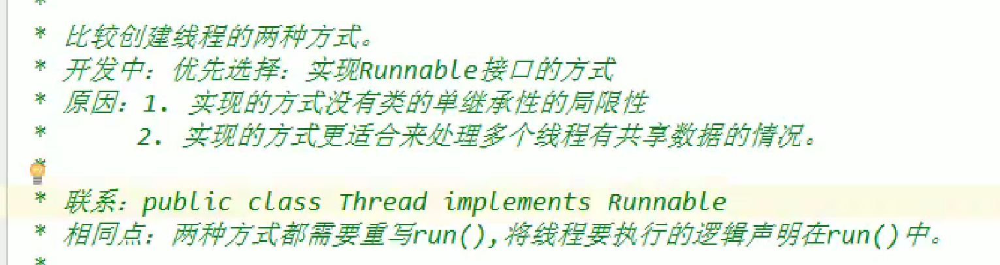 *
* 比较创建线程的两种方式。
* 开发中：优先选择：实现Runnable接口的方式
* 原因：1. 实现的方式没有类的单继承性的局限性
* 2. 实现的方式更适合来处理多个线程有共享数据的情况。
*
* 联系：public class Thread implements Runnable
* 相同点：两种方式都需要重写run(),将线程要执行的逻辑声明在run()中。
*